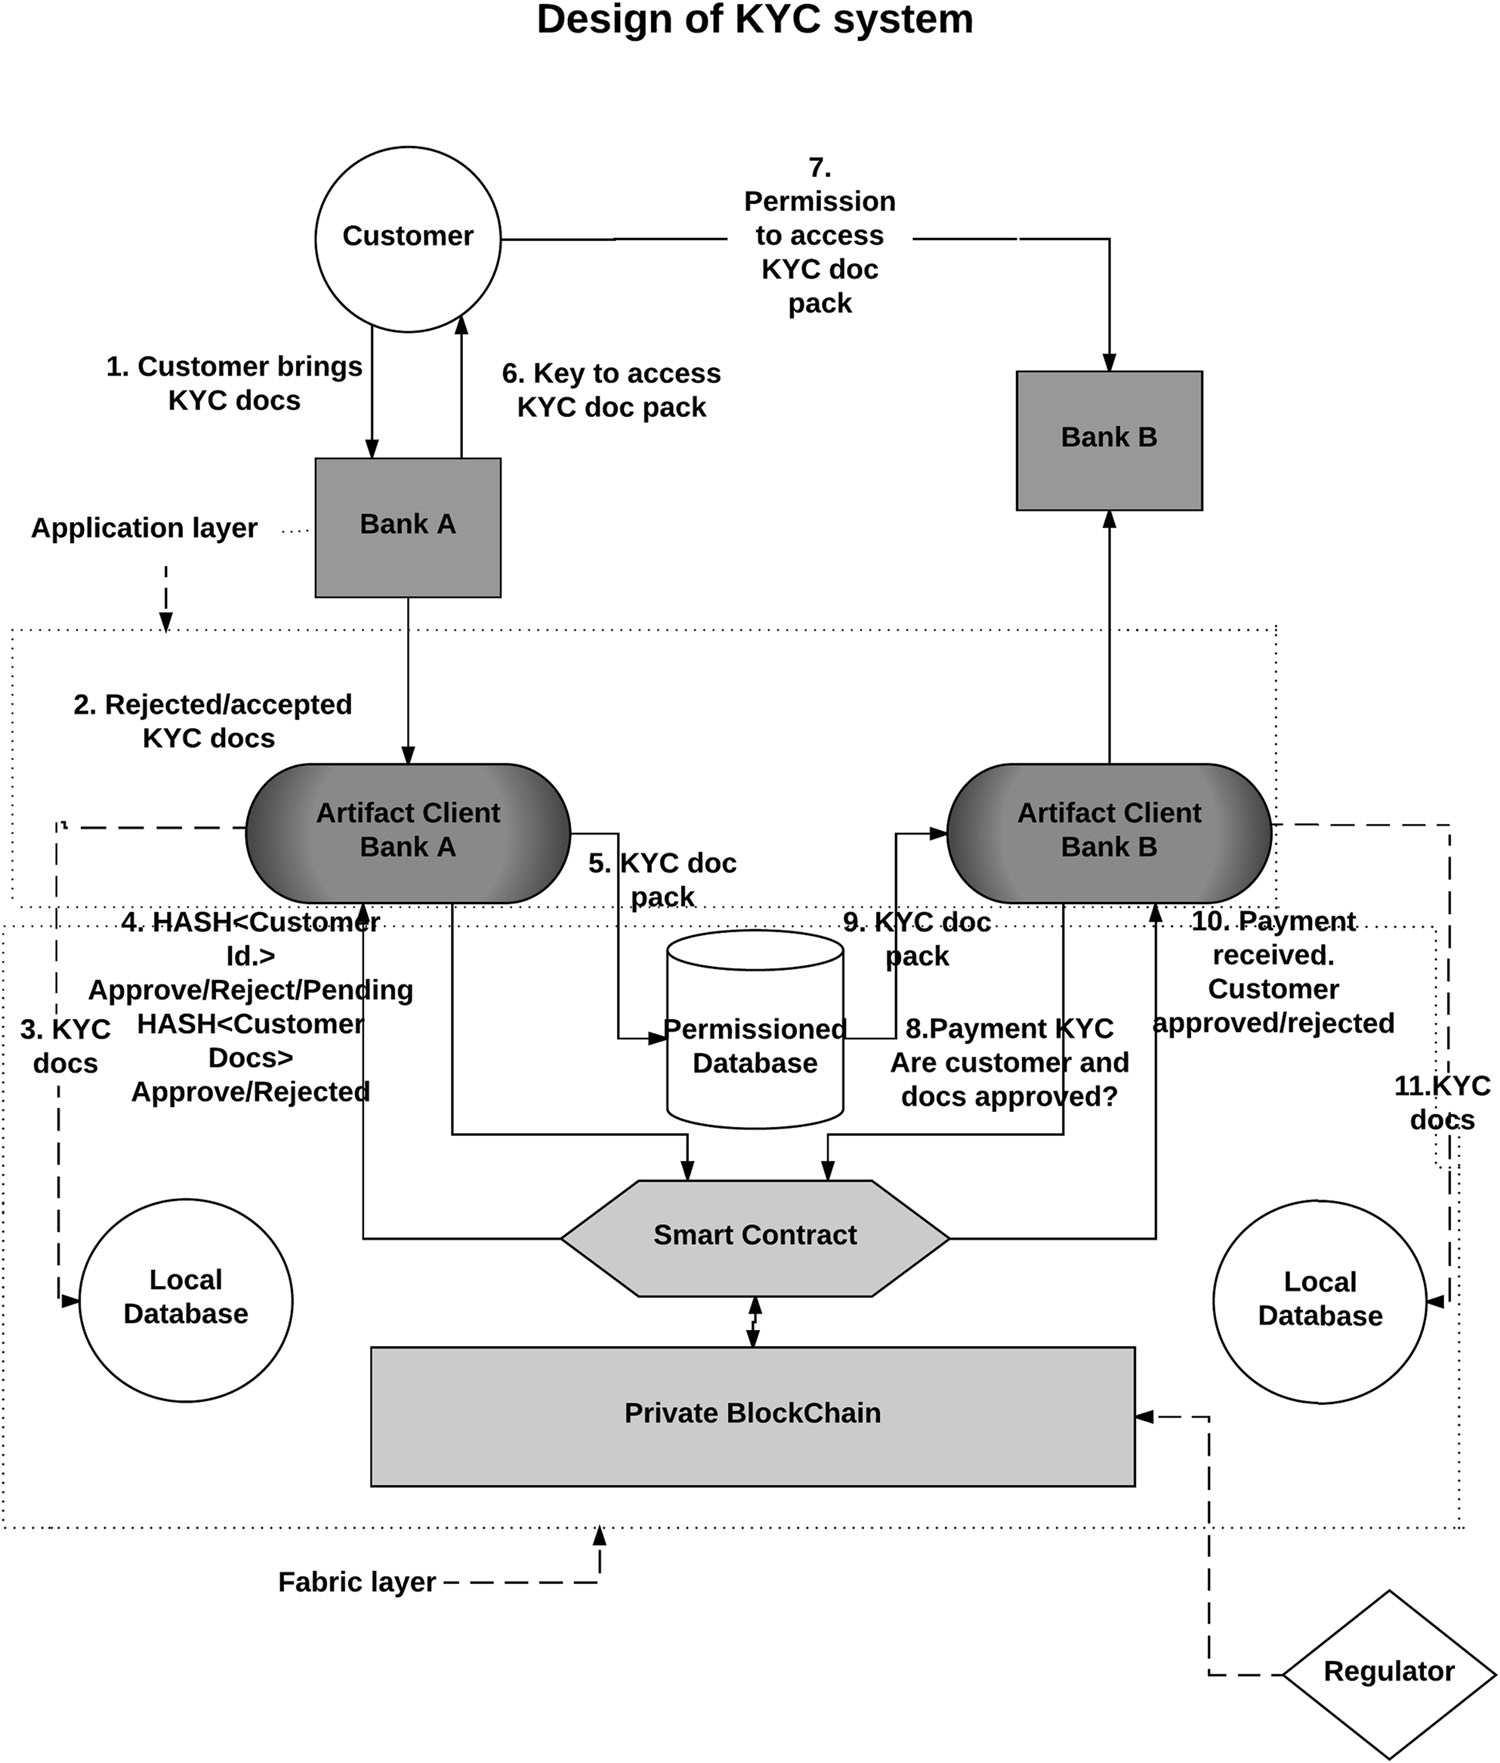 Design of KYC system
Customer
7.
Permission
to access
KYC doc
pack
1. Customer brings
KYC docs
6. Key to access
KYC doc pack
Bank B
Application layer
Bank A
2. Rejected/accepted
KYC docs
Artifact Client
Bank A
Artifact Client
Bank B
5. KYC doc
pack
4. HASH<Customer
Id.>
Approve/Reject/Pending
HASH<Customer
Docs>
Approve/Rejected
9. KYC doc
pack
10. Payment
received.
Customer
approved/rejected
3. KYC
docs
Permissioned
Database
8.Payment KYC
Are customer and
docs approved?
11.KYC
docs
Smart Contract
Local
Database
Local
Database
Private BlockChain
Fabric layer
Regulator